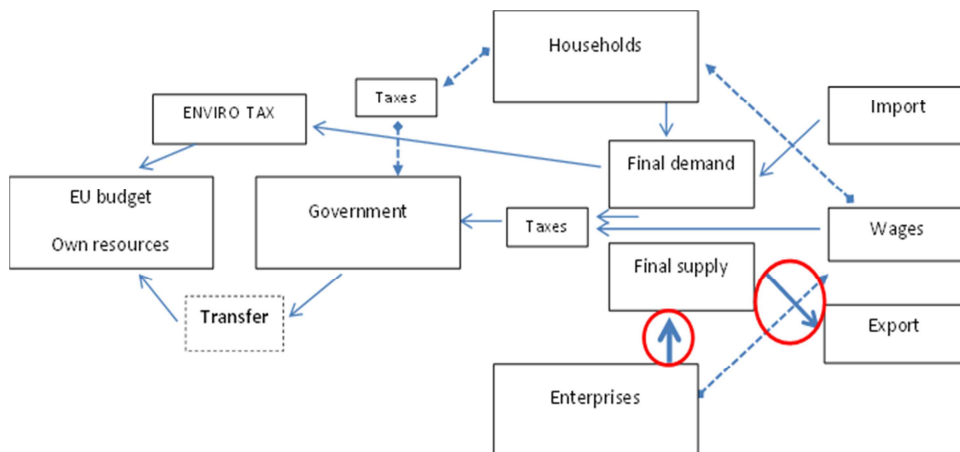 Households
Taxes
ENVIRO TAX
Import
Final demand
EU budget
Own resources
Government
Taxes
Wages
Final supply
Transfer
Export
Enterprises